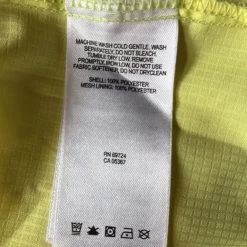 MACHINE WASH COLD GENTLE, WASH
SEPARATELY, DO NOT BLEACH.
TUMBLE DRY LOW, REMOVE
PROMPTLY, IRON LOW, DO NOT USE
FABRIC SOFTENER, DO NOT DRYCLEAN
SHELL: 100% POLYESTER
MESH LINING: 100% POLYESTER
RN 69724
CA 05367